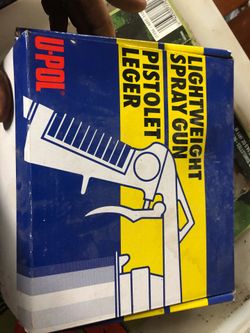 U-POL
LIGHTWEIGHT
SPRAY GUN
PISTOLET
LEGER